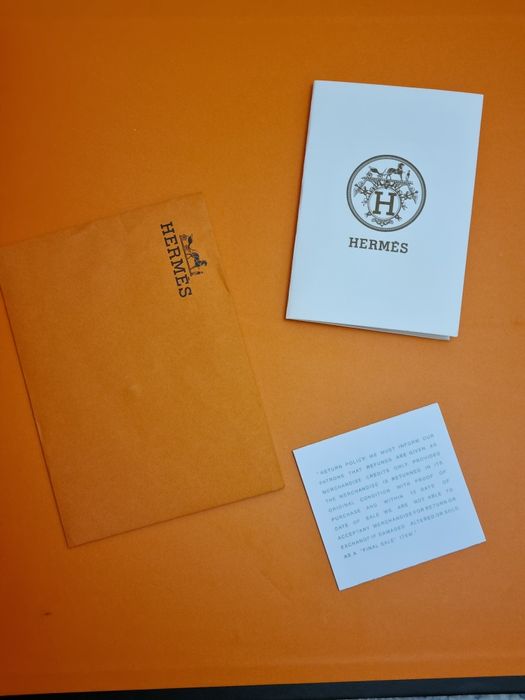 HERMÈS
H
HERMÈS
"RETURN POLICY: WE MUST INFORM OUR
PATRONS THAT REFUNDS ARE GIVEN AS
MERCHANDISE CREDITS ONLY PROVIDED
THE MERCHANDISE IS RETURNED IN ITS
ORIGINAL CONDITION WITH PROOF OF
PURCHASE AND WITHIN 10 DAYS OF
DATE OF SALE. WE ARE NOT ABLE TO
ACCEPT ANY MERCHANDISE FOR RETURN OR
EXCHANGE IF DAMAGED, ALTERED OR SOLD
AS A "FINAL SALE" ITEM."